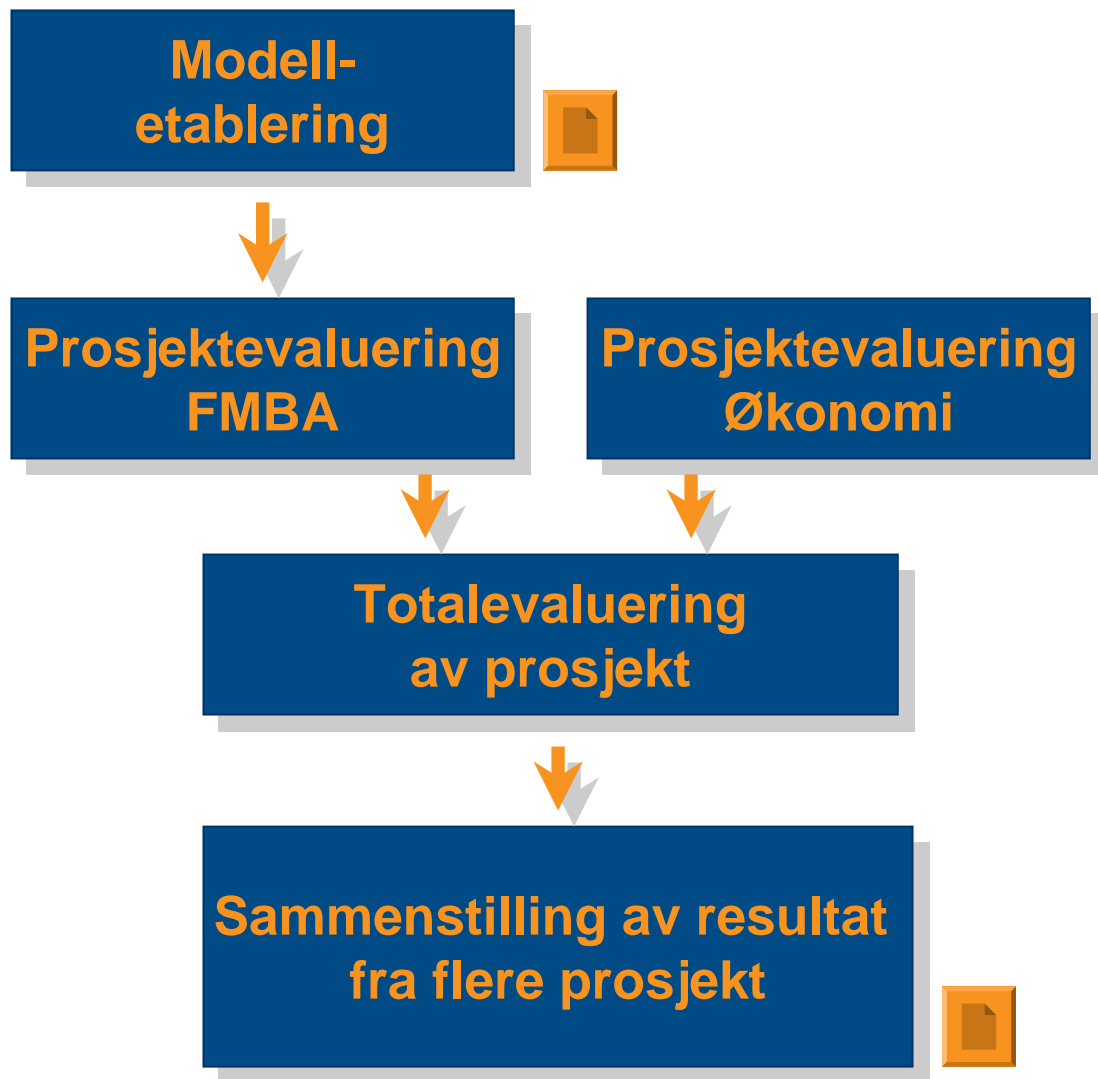 Modell-
etablering
Prosjektevaluering
FMBA
Prosjektevaluering
Økonomi
Totalevaluering
av prosjekt
Sammenstilling av resultat
fra flere prosjekt